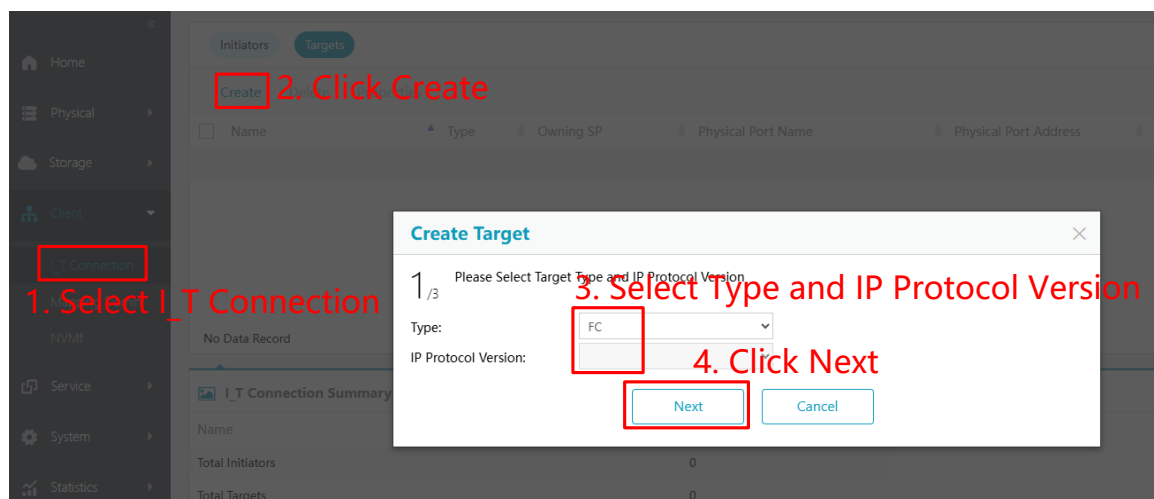 Initiators Targets
Home
Create 2. Click Create
Physical
Name Type Owning SP Physical Port Name Physical Port Address
Storage
Client
Create Target
1/3 Please Select Target Type and IP Protocol Version
I_T Connection
3. Select Type and IP Protocol Version
1. Select I_T Connection
Type: FC
NVMf
No Data Record
IP Protocol Version:
4. Click Next
Service
I_T Connection Summary
Next Cancel
Name
System
Total Initiators 0
Statistics
Total Targets 0